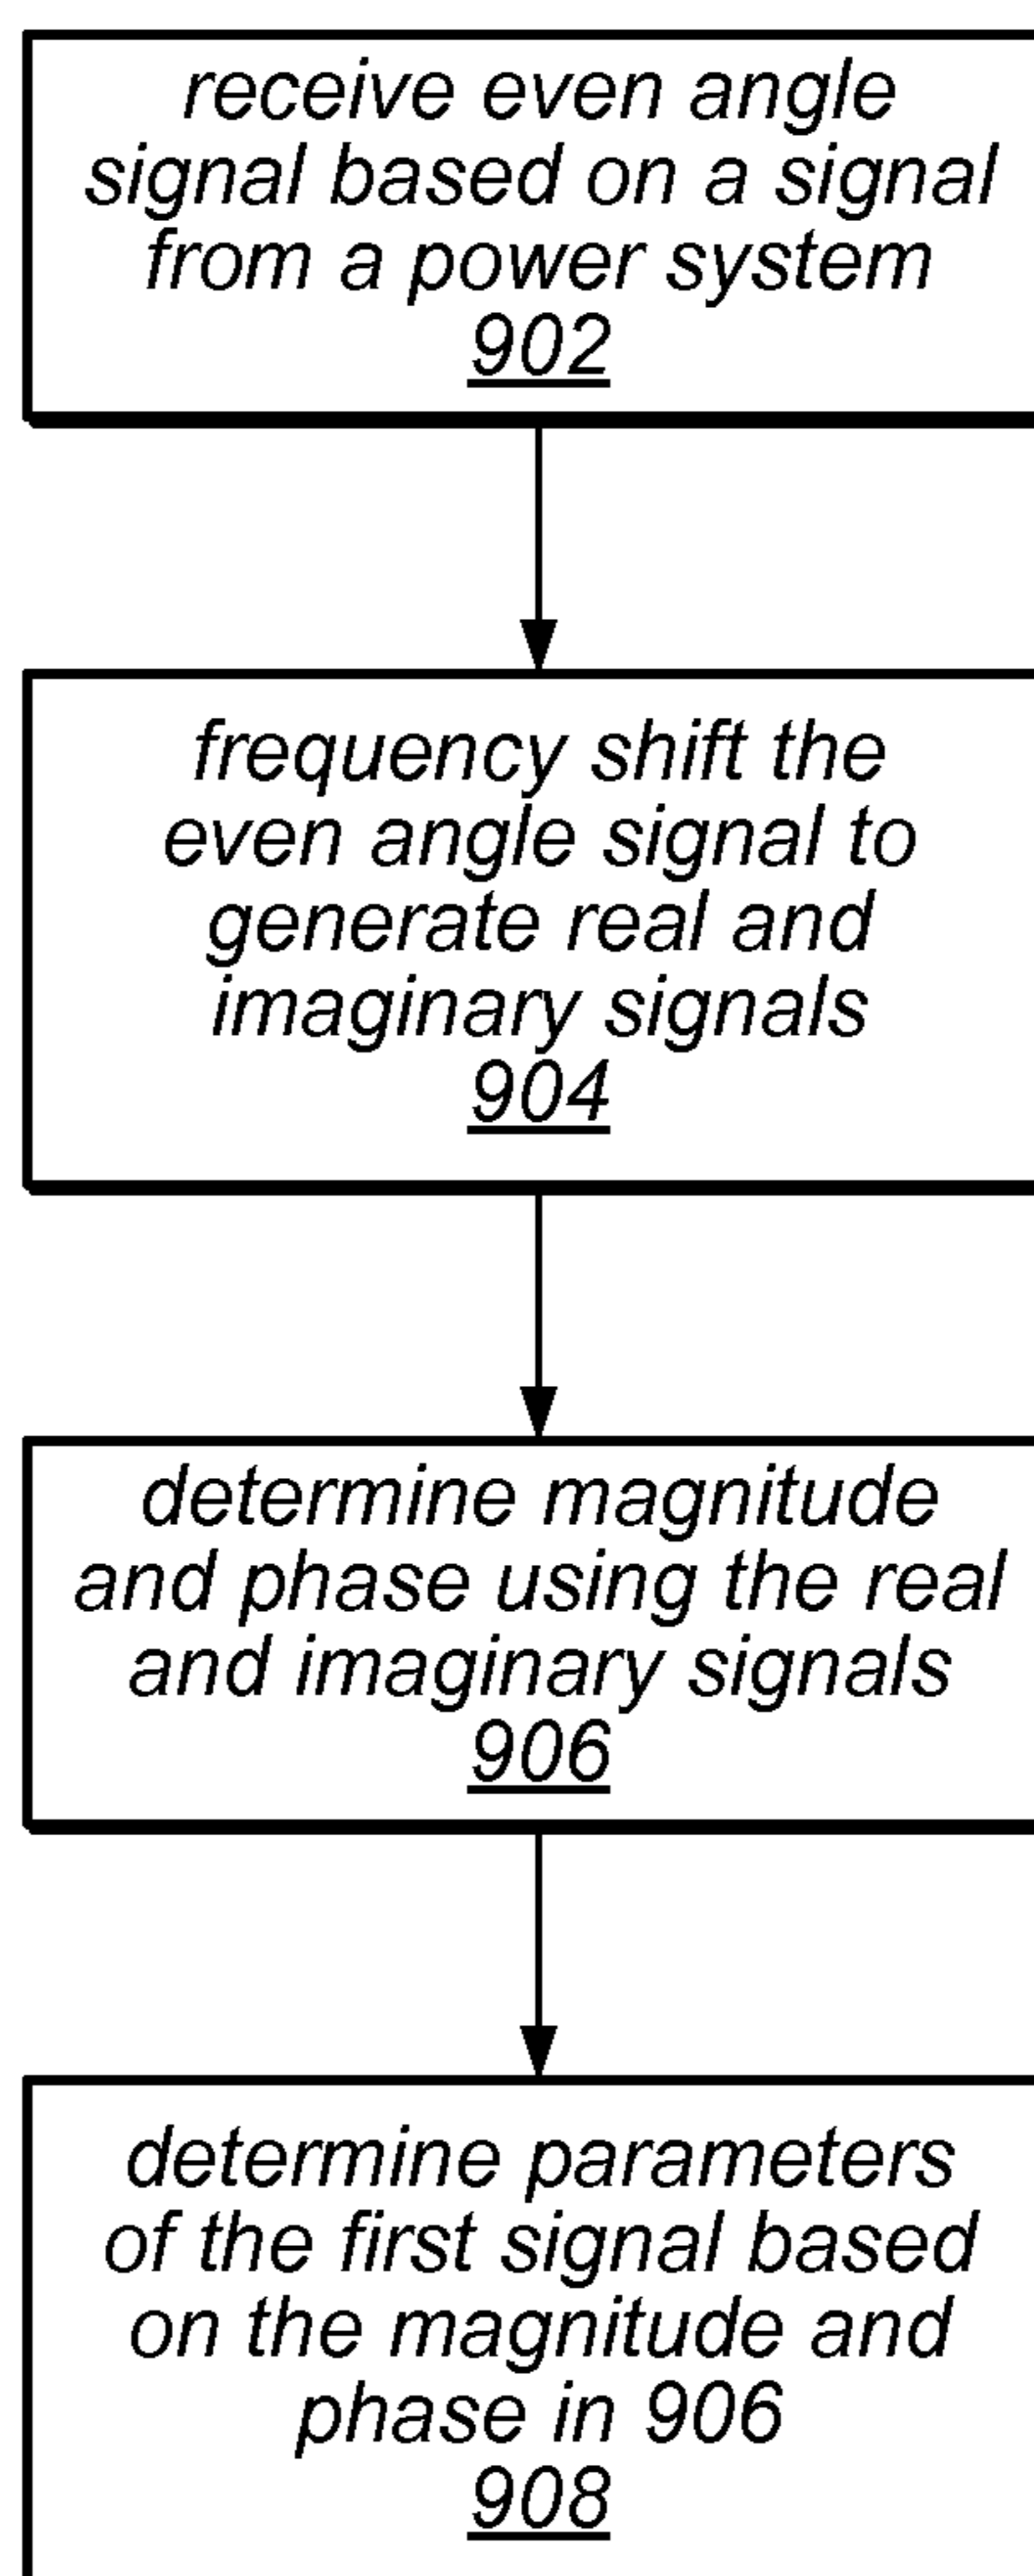 receive even angle
signal based on a signal
from a power system
902
frequency shift the
even angle signal to
generate real and
imaginary signals
904
determine magnitude
and phase using the real
and imaginary signals
906
determine parameters
of the first signal based
on the magnitude and
phase in 906
908